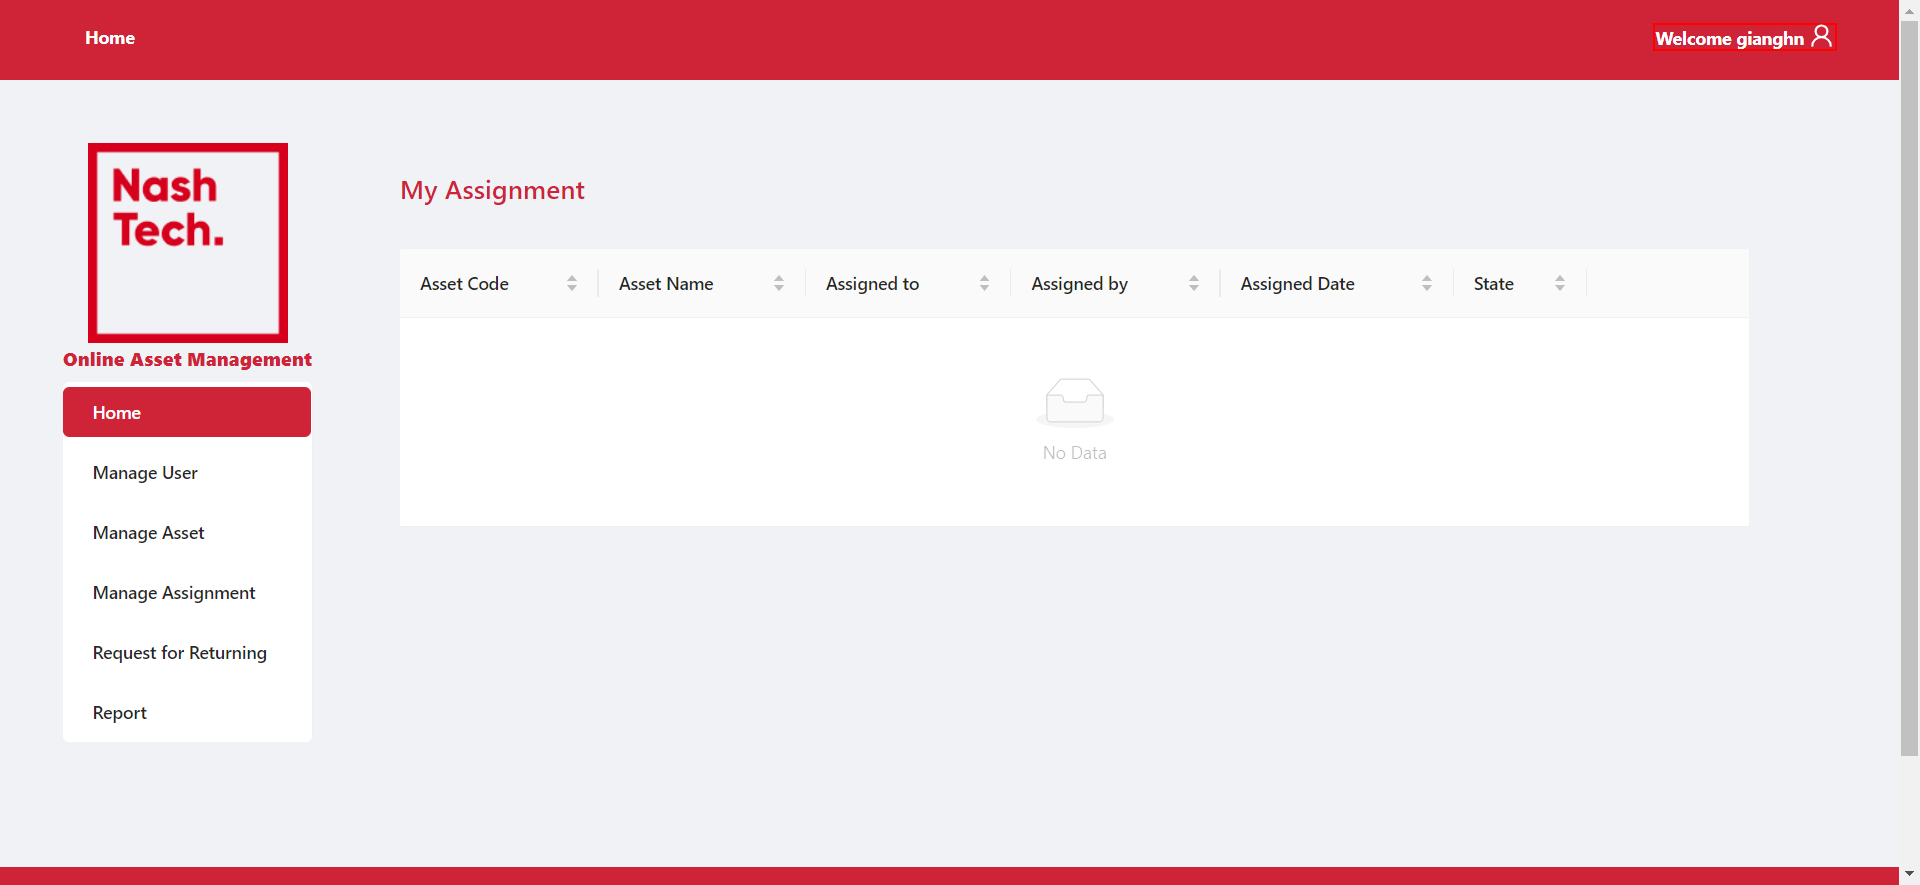 Home
Welcome gianghn
Nash
Tech.
Online Asset Management
Home
Manage User
Manage Asset
Manage Assignment
Request for Returning
Report
My Assignment
Asset Code Asset Name Assigned to Assigned by Assigned Date State
No Data